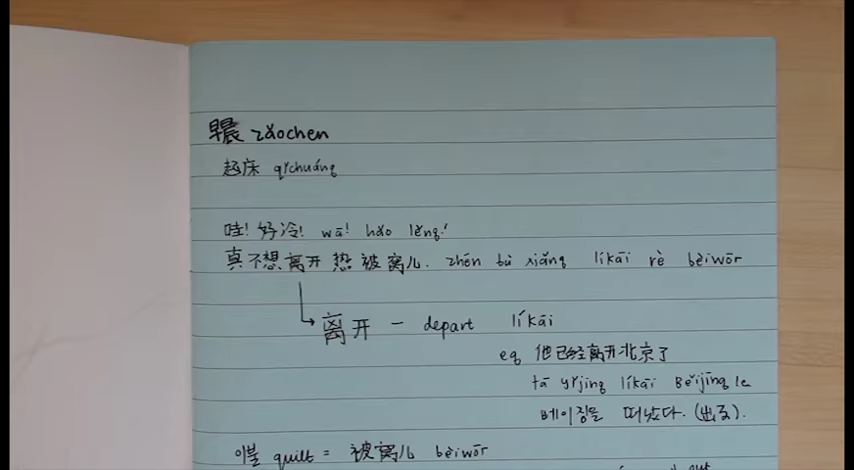 早晨 zǎochen
起床 qǐchuáng
哇! 好冷! wā! hǎo lěng!
真不想离开热被窝儿. zhēn bù xiǎng líkāi rè bèiwōr
离开 - depart líkāi
eg 他已经离开北京了
tā yǐjing líkāi Běijīng le
베이징을 떠났다. (出发).
이불 quilt = 被窝儿 bèiwōr